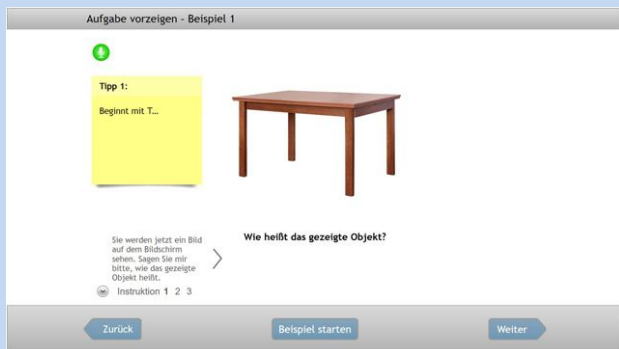 Aufgabe vorzeigen - Beispiel 1
Tipp 1:
Beginnt mit T...
Wie heißt das gezeigte Objekt?
Sie werden jetzt ein Bild
auf dem Bildschirm
sehen. Sagen Sie mir
bitte, wie das gezeigte
Objekt heißt.
Instruktion 1 2 3
Zurück
Beispiel starten
Weiter